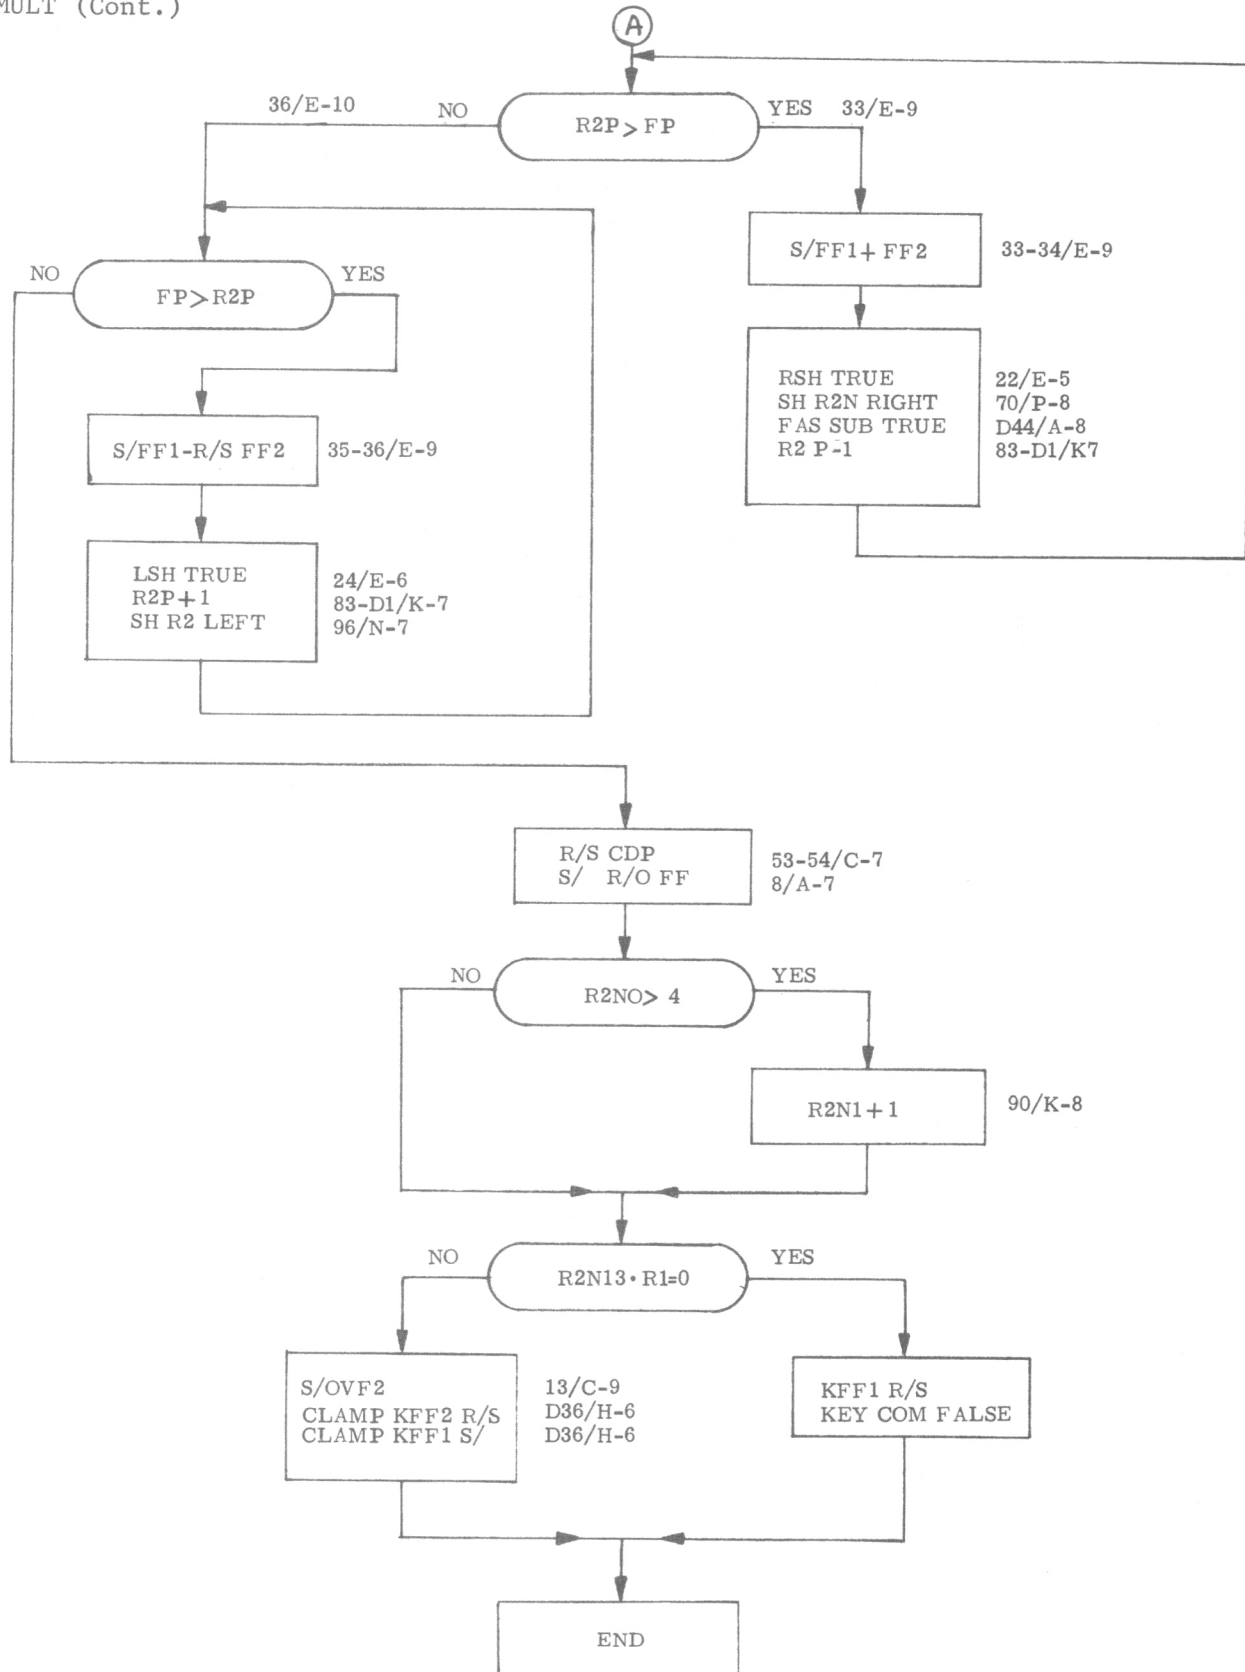 MULT (Cont.)
A
36/E-10 NO R2P > FP YES 33/E-9
S/FF1+ FF2 33-34/E-9
NO FP > R2P YES
RSH TRUE 22/E-5
SH R2N RIGHT 70/P-8
FAS SUB TRUE D44/A-8
R2 P-1 83-D1/K7
S/FF1-R/S FF2 35-36/E-9
LSH TRUE 24/E-6
R2P+1 83-D1/K-7
SH R2 LEFT 96/N-7
R/S CDP 53-54/C-7
S/ R/O FF 8/A-7
NO R2NO> 4 YES
R2N1+1 90/K-8
NO R2N13•R1=0 YES
S/OVF2 13/C-9
CLAMP KFF2 R/S D36/H-6
CLAMP KFF1 S/ D36/H-6
KFF1 R/S
KEY COM FALSE
END